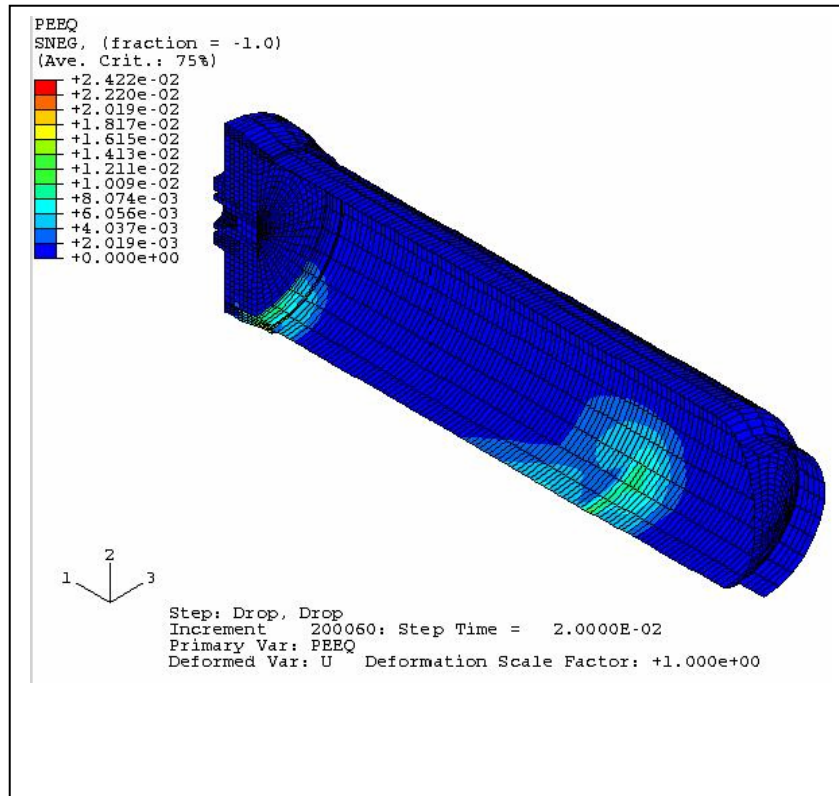 PEEQ
SNEG, (fraction = -1.0)
(Ave. Crit.: 75%)
+2.422e-02
+2.220e-02
+2.019e-02
+1.817e-02
+1.615e-02
+1.413e-02
+1.211e-02
+1.009e-02
+8.074e-03
+6.056e-03
+4.037e-03
+2.019e-03
+0.000e+00
2
1 3
Step: Drop, Drop
Increment 200060: Step Time = 2.0000E-02
Primary Var: PEEQ
Deformed Var: U Deformation Scale Factor: +1.000e+00